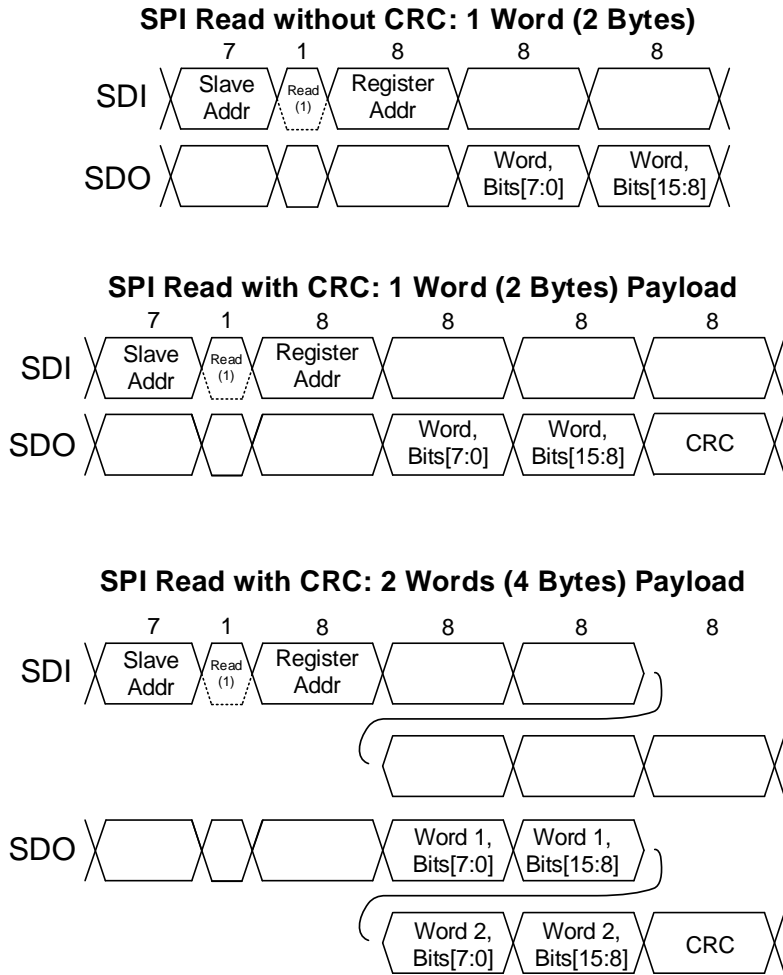 SPI Read without CRC: 1 Word (2 Bytes)
7 1 8 8 8
SDI Slave Addr Read (1) Register Addr
SDO Word, Bits[7:0] Word, Bits[15:8]
SPI Read with CRC: 1 Word (2 Bytes) Payload
7 1 8 8 8 8
SDI Slave Addr Read (1) Register Addr
SDO Word, Bits[7:0] Word, Bits[15:8] CRC
SPI Read with CRC: 2 Words (4 Bytes) Payload
7 1 8 8 8 8
SDI Slave Addr Read (1) Register Addr
SDO Word 1, Bits[7:0] Word 1, Bits[15:8]
Word 2, Bits[7:0] Word 2, Bits[15:8] CRC